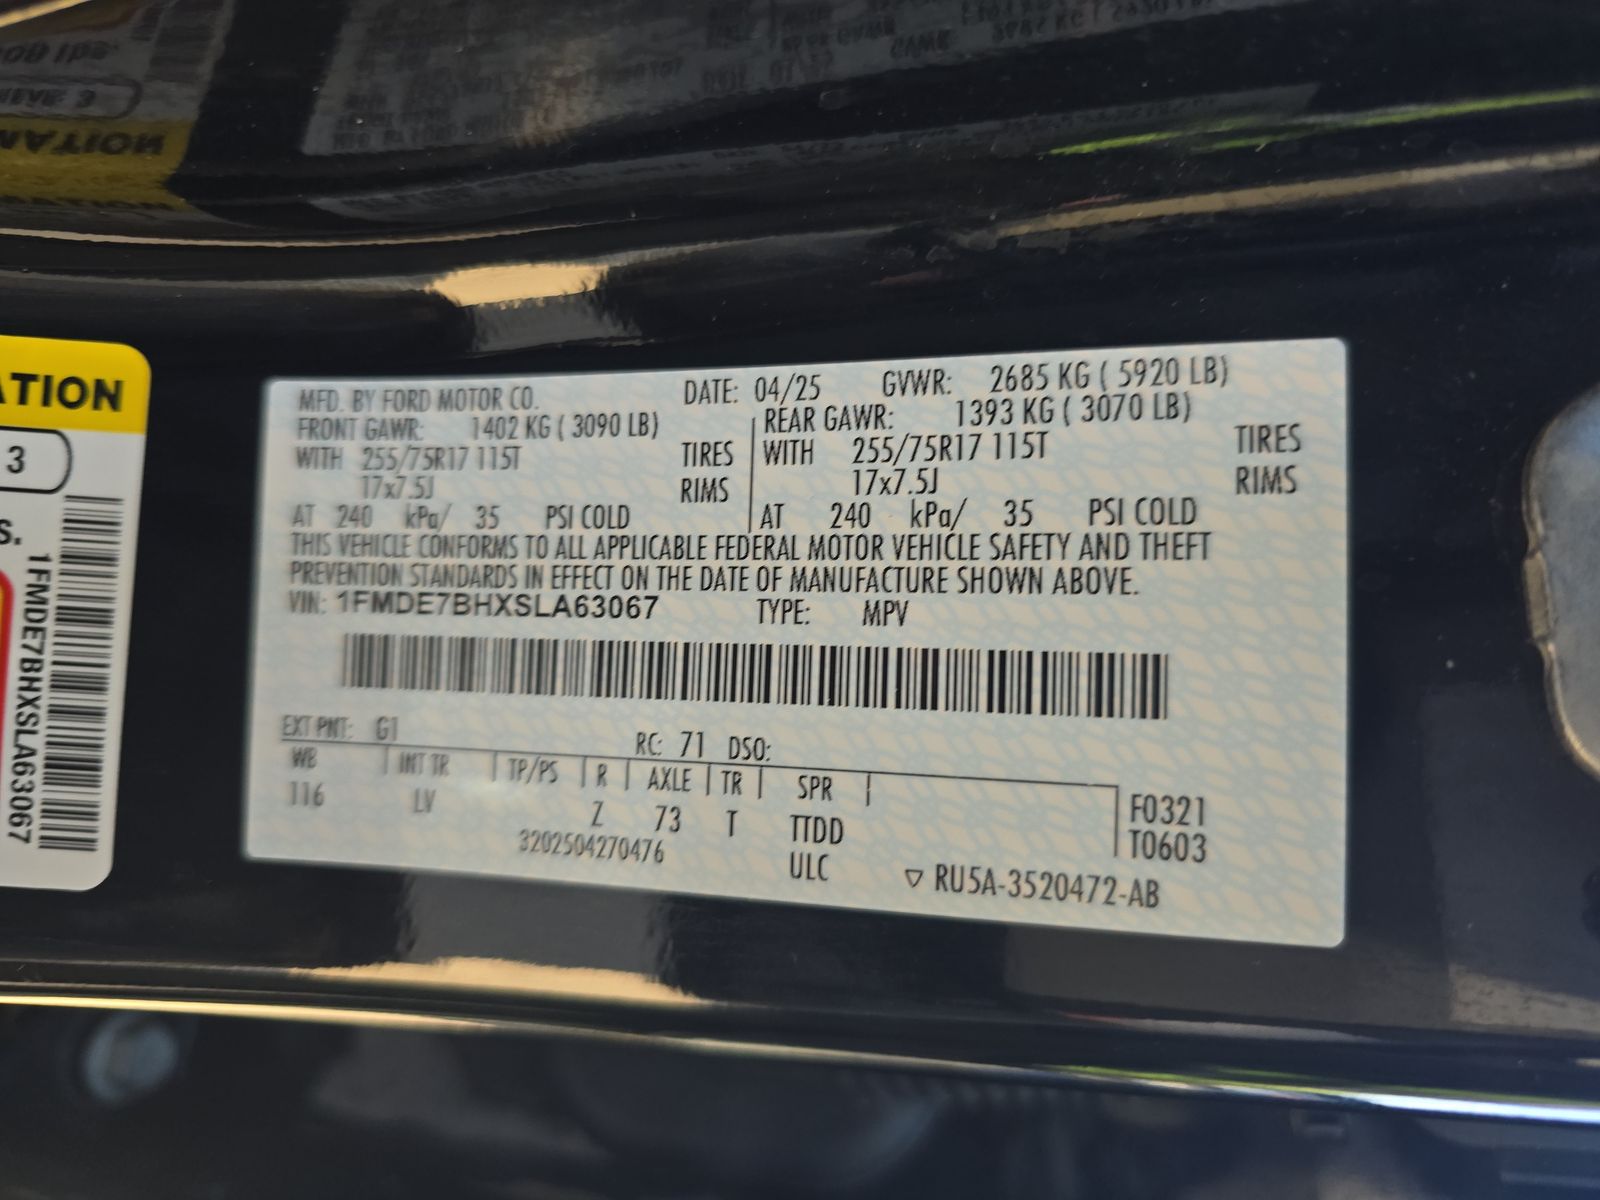 ATION
3
S.
1FMDE7BHXSLA63067
MFD. BY FORD MOTOR CO. DATE: 04/25 GVWR: 2685 KG ( 5920 LB)
FRONT GAWR: 1402 KG ( 3090 LB) REAR GAWR: 1393 KG ( 3070 LB)
WITH 255/75R17 115T TIRES WITH 255/75R17 115T TIRES
17x7.5J RIMS 17x7.5J RIMS
AT 240 kPa/ 35 PSI COLD AT 240 kPa/ 35 PSI COLD
THIS VEHICLE CONFORMS TO ALL APPLICABLE FEDERAL MOTOR VEHICLE SAFETY AND THEFT
PREVENTION STANDARDS IN EFFECT ON THE DATE OF MANUFACTURE SHOWN ABOVE.
VIN: 1FMDE7BHXSLA63067 TYPE: MPV
EXT PNT: G1 RC: 71 DSO:
WB INT TR TP/PS R AXLE TR SPR
116 LV Z 73 T TTDD F0321
3202504270476 ULC T0603
▽ RU5A-3520472-AB